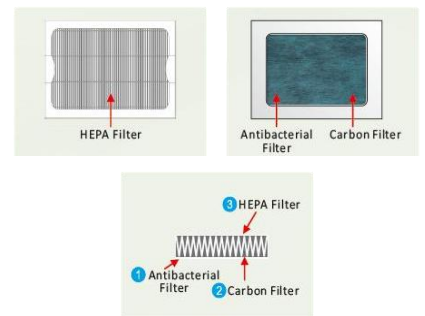 HEPA Filter
Antibacterial Filter
Carbon Filter
3 HEPA Filter
1 Antibacterial Filter
2 Carbon Filter